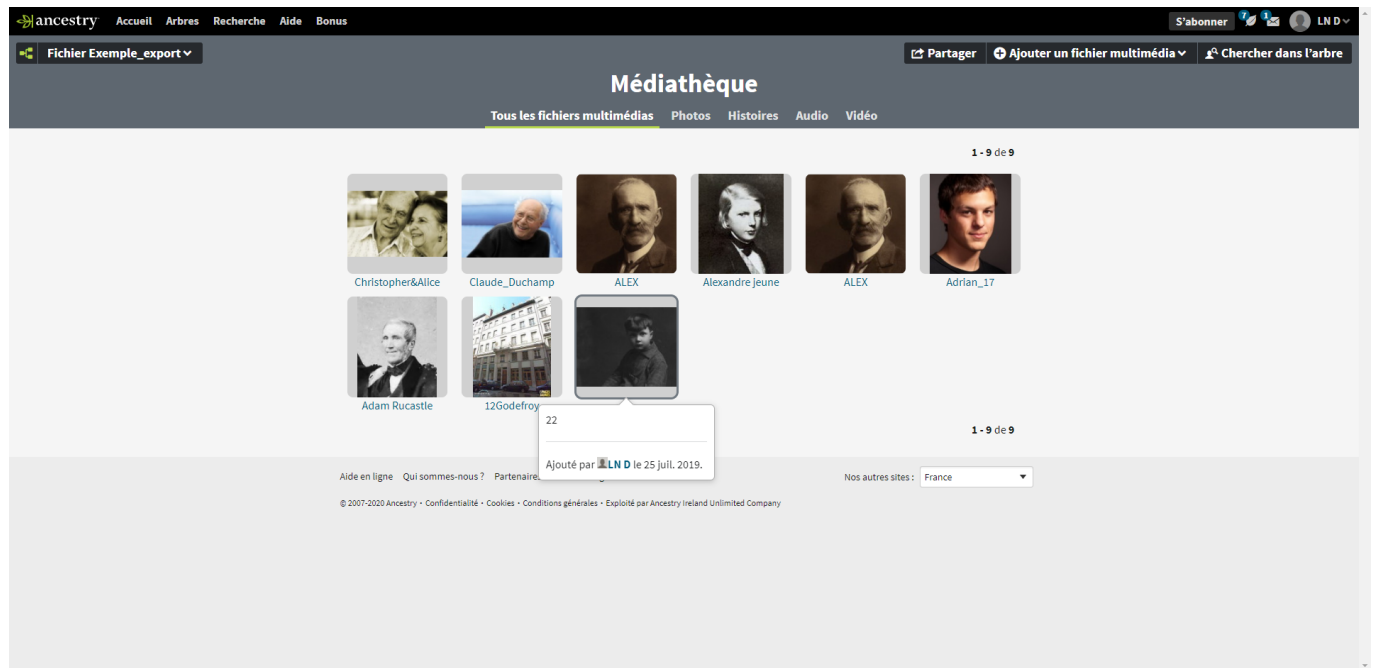 ancestry Accueil Arbres Recherche Aide Bonus S'abonner 7 1 LN D
Fichier Exemple_export Partager Ajouter un fichier multimédia Chercher dans l'arbre
Médiathèque
Tous les fichiers multimédias Photos Histoires Audio Vidéo
1 - 9 de 9
Christopher&Alice Claude_Duchamp ALEX Alexandre jeune ALEX Adrian_17
Adam Rucastle 12Godefroy
22
Ajouté par LN D le 25 juil. 2019.
1 - 9 de 9
Aide en ligne Qui sommes-nous ? Nos autres sites : France
© 2007-2020 Ancestry • Confidentialité • Cookies • Conditions générales • Exploité par Ancestry Ireland Unlimited Company